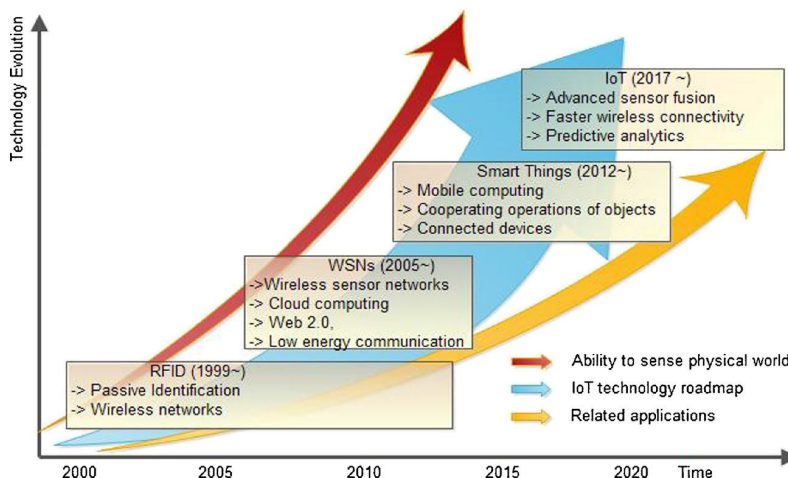 Technology Evolution
IoT (2017 ~)
-> Advanced sensor fusion
-> Faster wireless connectivity
-> Predictive analytics
Smart Things (2012~)
-> Mobile computing
-> Cooperating operations of objects
-> Connected devices
WSNs (2005~)
->Wireless sensor networks
-> Cloud computing
-> Web 2.0,
-> Low energy communication
RFID (1999~)
-> Passive Identification
-> Wireless networks
Ability to sense physical world
IoT technology roadmap
Related applications
2000 2005 2010 2015 2020 Time